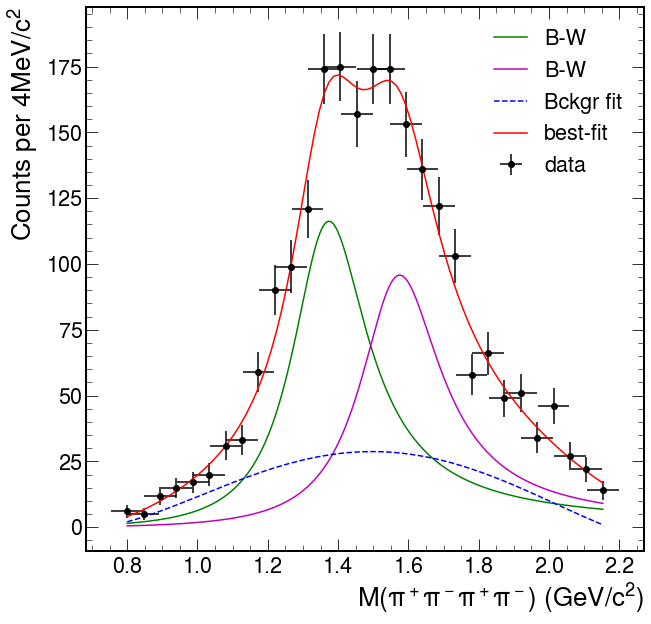 Counts per 4MeV/c²
175
150
125
100
75
50
25
0
B-W
B-W
Bckgr fit
best-fit
data
0.8 1.0 1.2 1.4 1.6 1.8 2.0 2.2
M(π⁺π⁻π⁺π⁻) (GeV/c²)